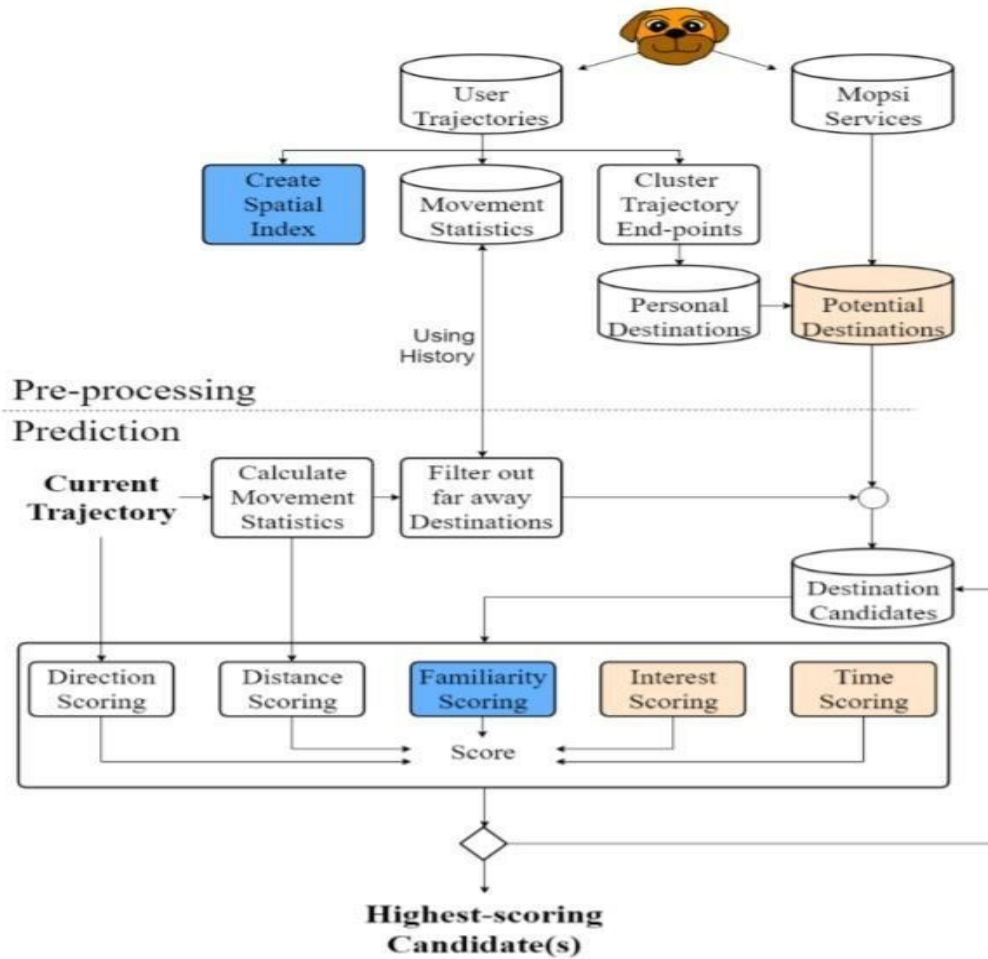 User
Trajectories
Mopsi
Services
Create
Spatial
Index
Movement
Statistics
Cluster
Trajectory
End-points
Personal
Destinations
Potential
Destinations
Using
History
Pre-processing
Prediction
Current
Trajectory
Calculate
Movement
Statistics
Filter out
far away
Destinations
Destination
Candidates
Direction
Scoring
Distance
Scoring
Familiarity
Scoring
Interest
Scoring
Time
Scoring
Score
Highest-scoring
Candidate(s)